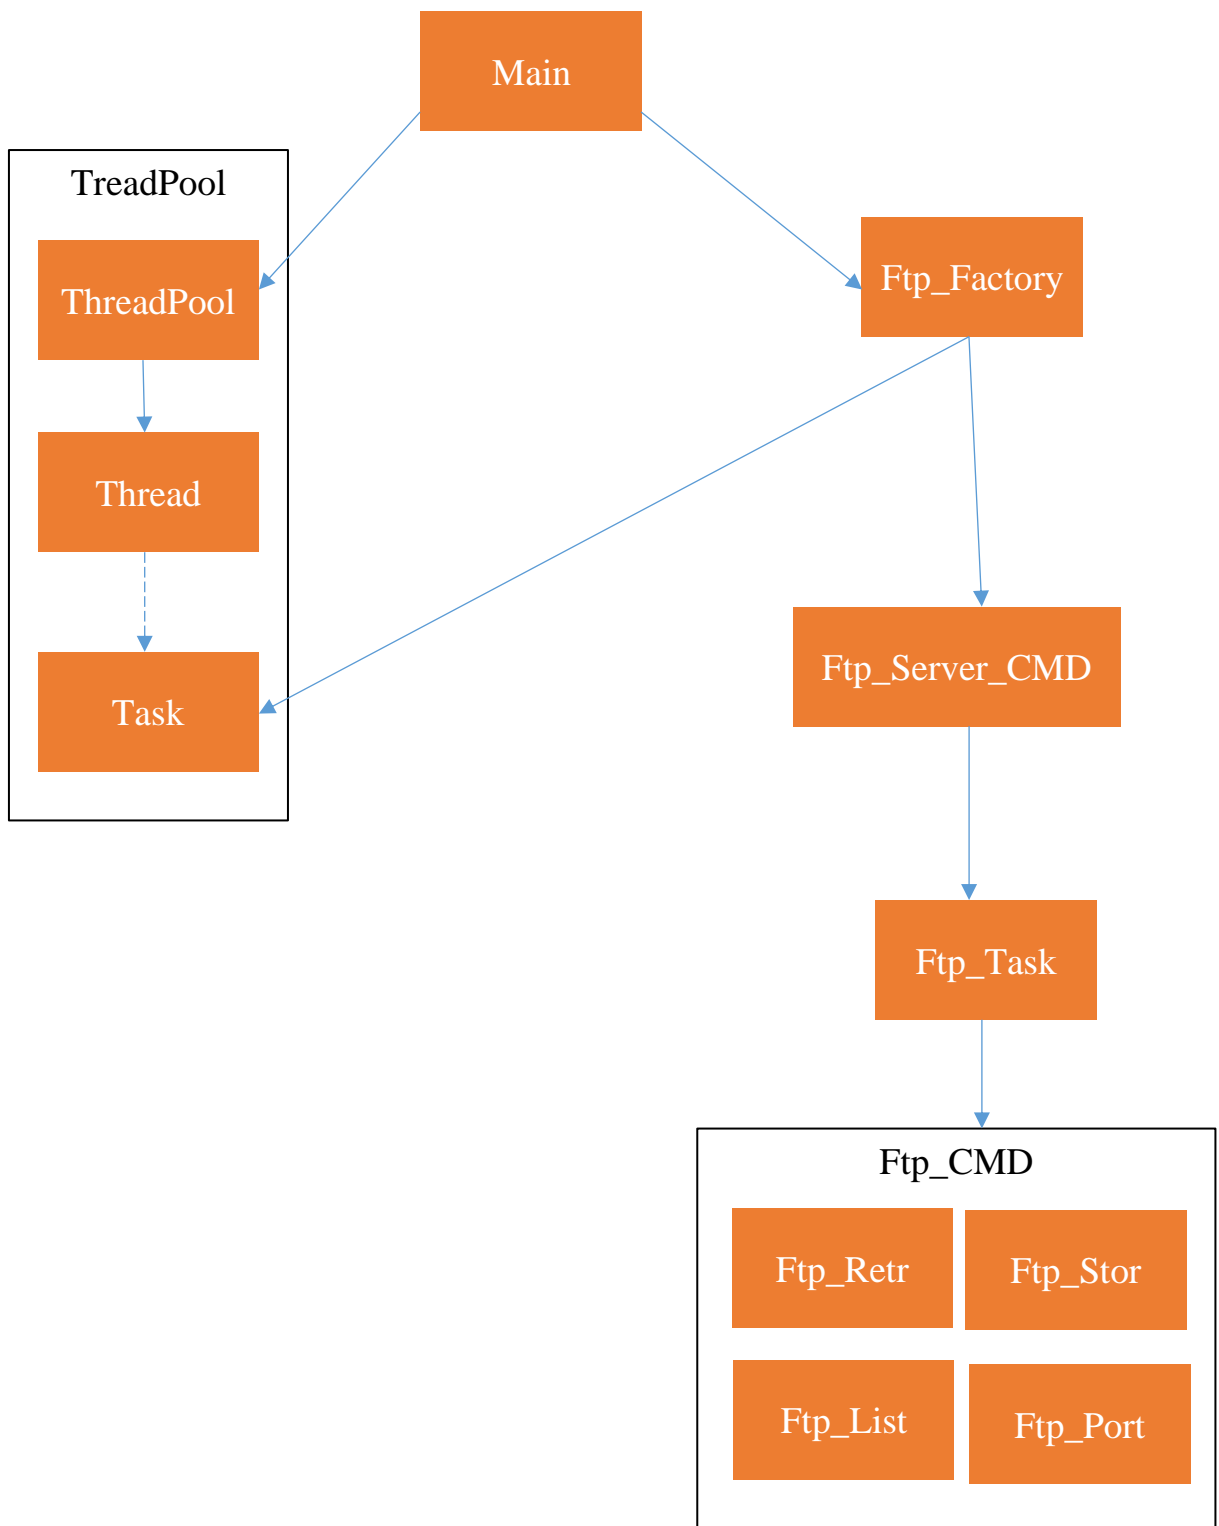 Main
TreadPool
ThreadPool
Ftp_Factory
Thread
Task
Ftp_Server_CMD
Ftp_Task
Ftp_CMD
Ftp_Retr
Ftp_Stor
Ftp_List
Ftp_Port